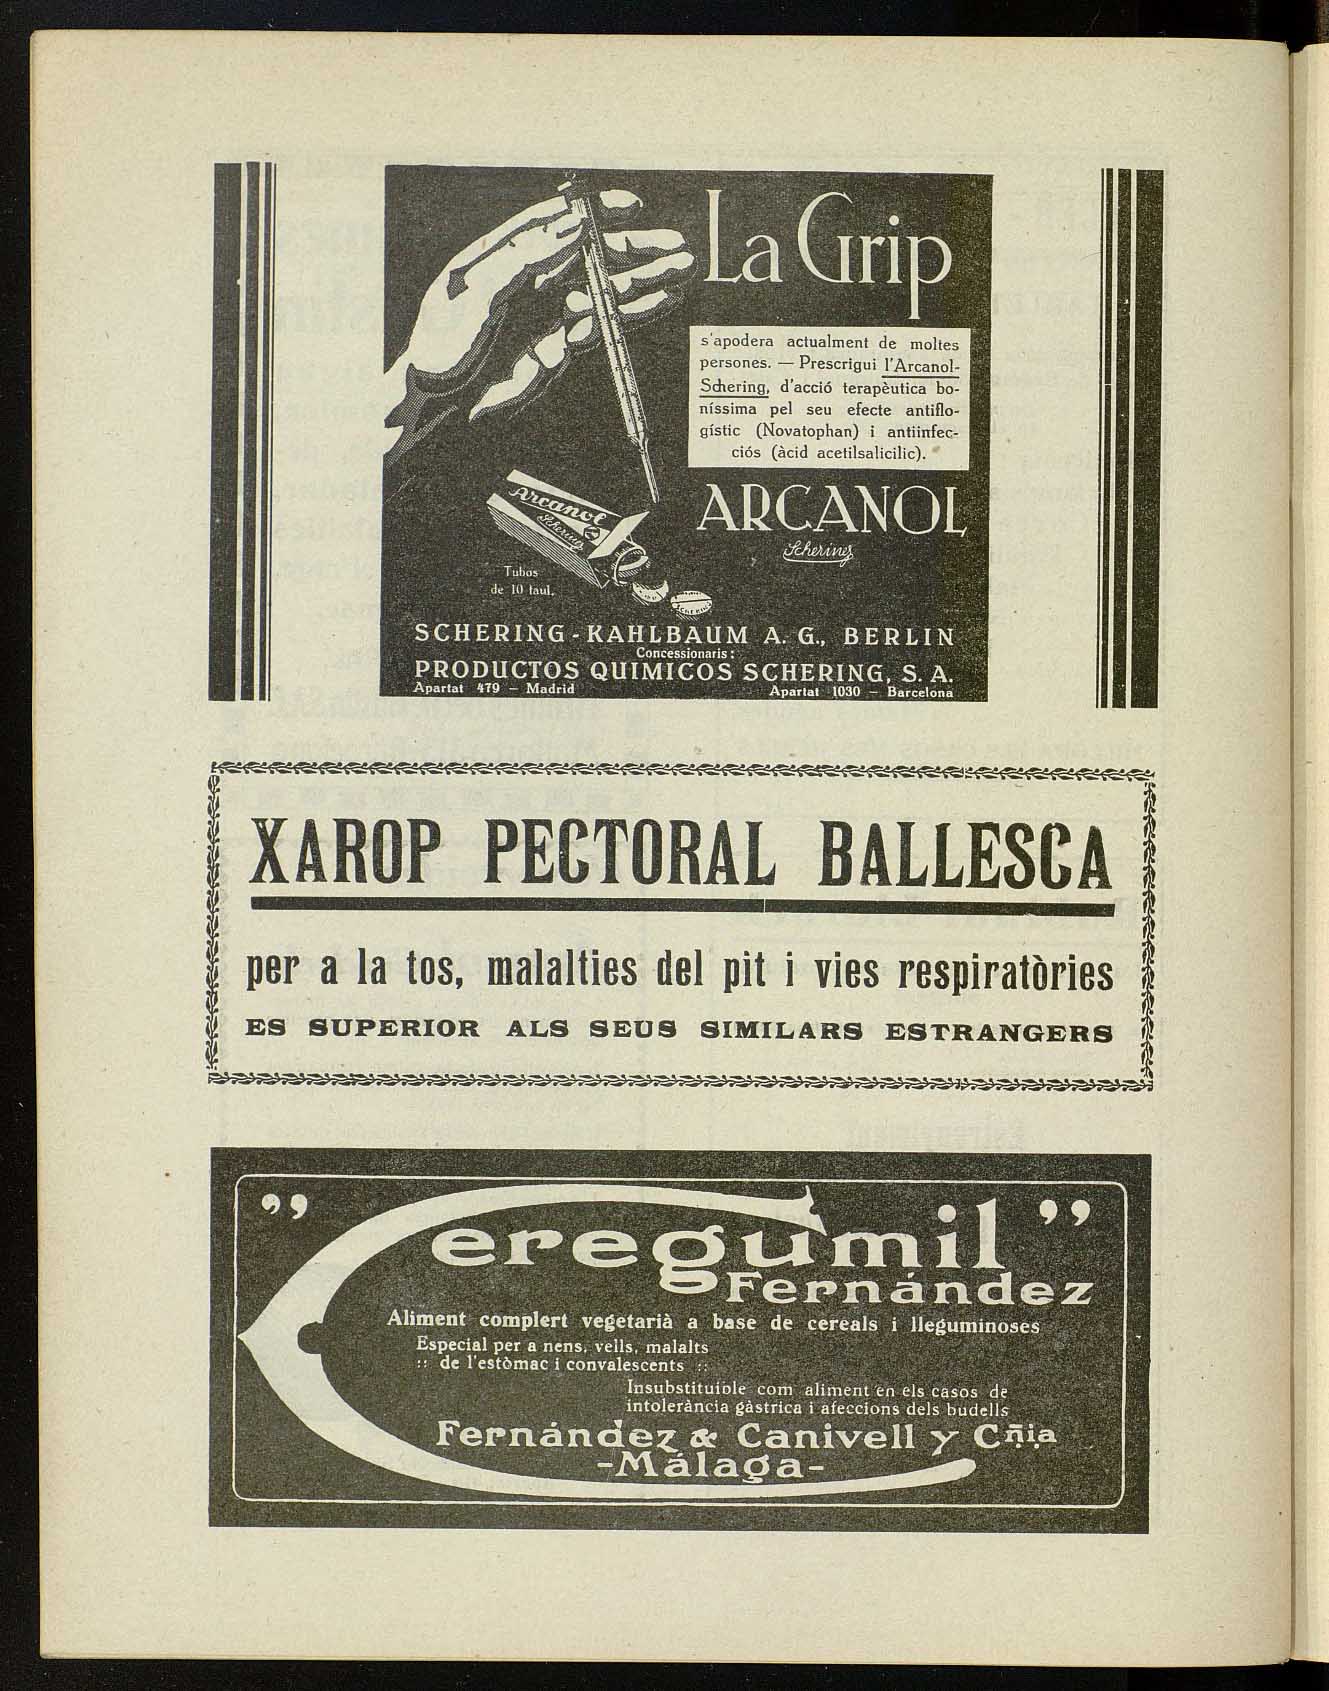 La Grip
s'apodera actualment de moltes
persones. — Prescrigui l'Arcanol-
Schering, d'acció terapèutica bo-
níssima pel seu efecte antiflo-
gístic (Novatophan) i antiinfec-
ciós (àcid acetilsalicilic).
ARCANOL
Schering
Arcanol
Schering
Tubos
de 10 taul.
SCHERING
SCHERING-KAHLBAUM A. G., BERLIN
Concessionaris:
PRODUCTOS QUIMICOS SCHERING, S. A.
Apartat 479 — Madrid Apartat 1030 — Barcelona
XAROP PECTORAL BALLESCA
per a la tos, malalties del pit i vies respiratòries
ES SUPERIOR ALS SEUS SIMILARS ESTRANGERS
"Ceregumil"
Fernández
Aliment complert vegetarià a base de cereals i lleguminoses
Especial per a nens, vells, malalts
:: de l'estòmac i convalescents ::
Insubstituible com aliment en els casos de
intolerància gàstrica i afeccions dels budells
Fernández & Canivell y Cñia
-Málaga-